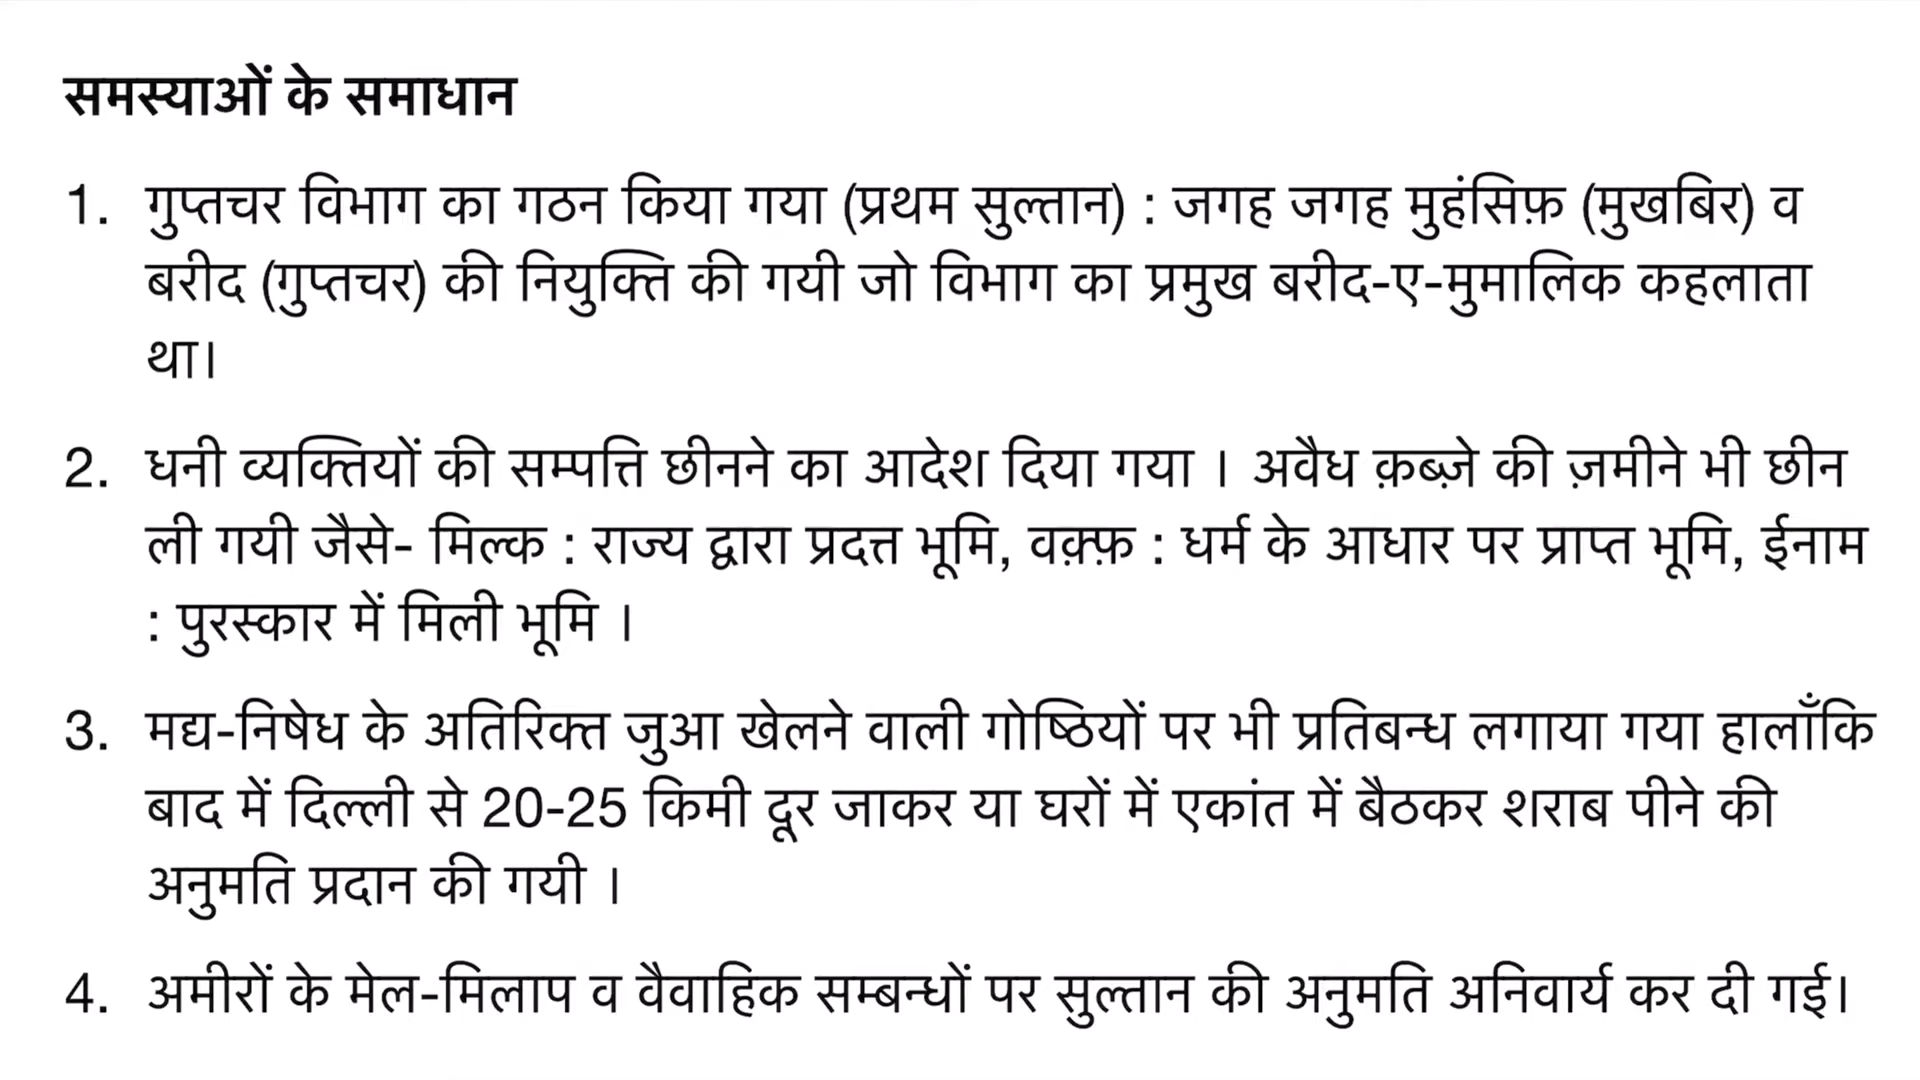 समस्याओं के समाधान
1. गुप्तचर विभाग का गठन किया गया (प्रथम सुल्तान) : जगह जगह मुहंसिफ़ (मुखबिर) व
बरीद (गुप्तचर) की नियुक्ति की गयी जो विभाग का प्रमुख बरीद-ए-मुमालिक कहलाता
था।
2. धनी व्यक्तियों की सम्पत्ति छीनने का आदेश दिया गया । अवैध क़ब्ज़े की ज़मीने भी छीन
ली गयी जैसे- मिल्क : राज्य द्वारा प्रदत्त भूमि, वक़्फ़ : धर्म के आधार पर प्राप्त भूमि, ईनाम
: पुरस्कार में मिली भूमि ।
3. मद्य-निषेध के अतिरिक्त जुआ खेलने वाली गोष्ठियों पर भी प्रतिबन्ध लगाया गया हालाँकि
बाद में दिल्ली से 20-25 किमी दूर जाकर या घरों में एकांत में बैठकर शराब पीने की
अनुमति प्रदान की गयी ।
4. अमीरों के मेल-मिलाप व वैवाहिक सम्बन्धों पर सुल्तान की अनुमति अनिवार्य कर दी गई।